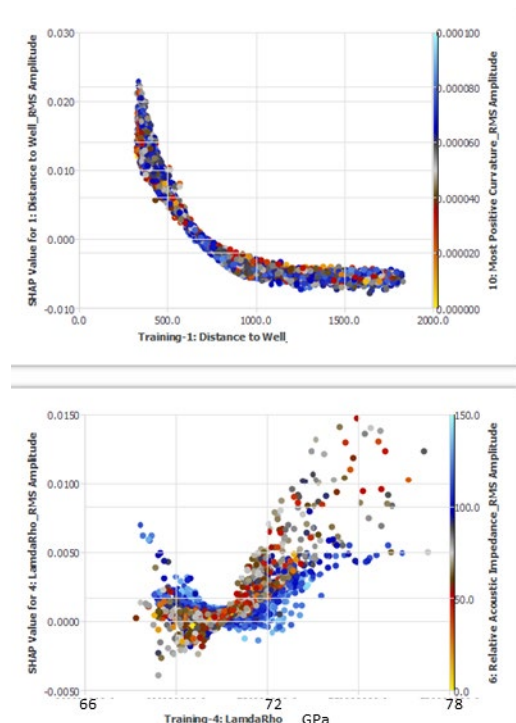 0.030
0.020
0.010
0.000
-0.010
SHAP Value for 1: Distance to Well_RMS Amplitude
0.0 500.0 1000.0 1500.0 2000.0
Training-1: Distance to Well
0.000100
0.000080
0.000060
0.000040
0.000020
0.000000
10: Most Positive Curvature_RMS Amplitude
0.0150
0.0100
0.0050
0.0000
-0.0050
SHAP Value for 4: LamdaRho_RMS Amplitude
66 72 78
Training-4: LamdaRho GPa
150.0
100.0
50.0
0.0
6: Relative Acoustic Impedance_RMS Amplitude